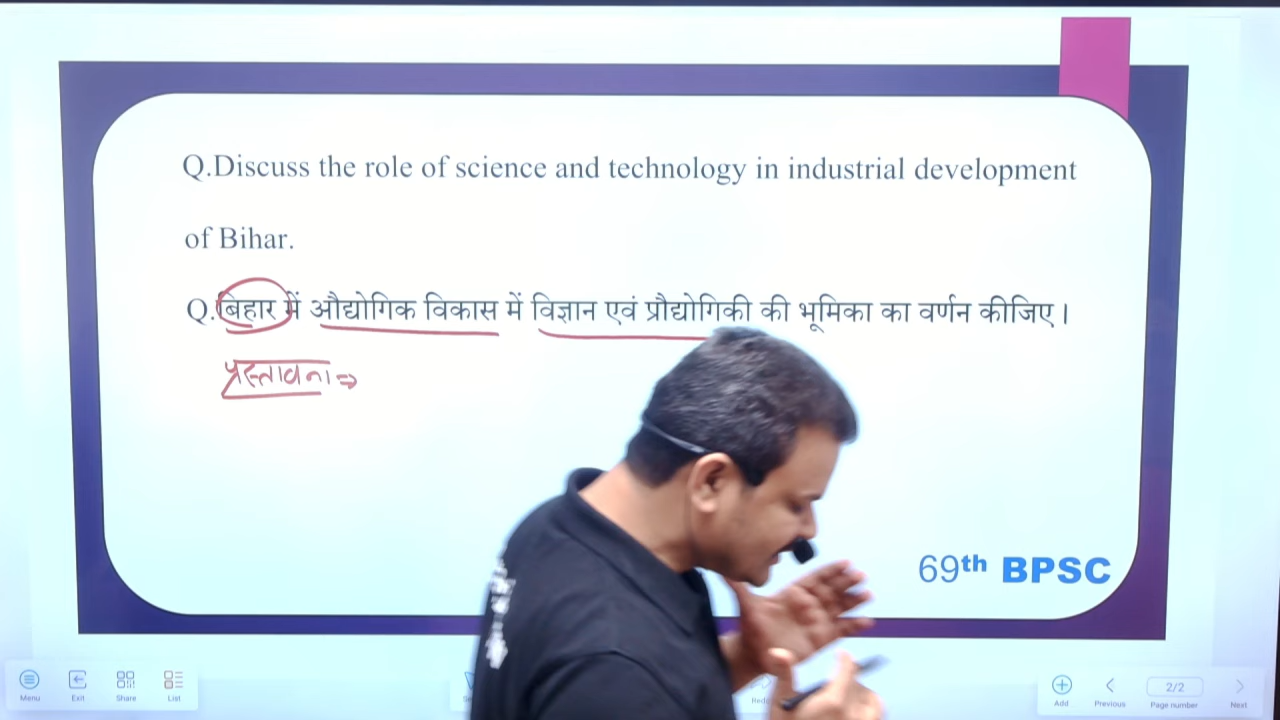 Q.Discuss the role of science and technology in industrial development
of Bihar.
Q.बिहार में औद्योगिक विकास में विज्ञान एवं प्रौद्योगिकी की भूमिका का वर्णन कीजिए।
प्रस्तावना⇒
69th BPSC
Menu Exit Share List Add Previous 2/2 Page number Next